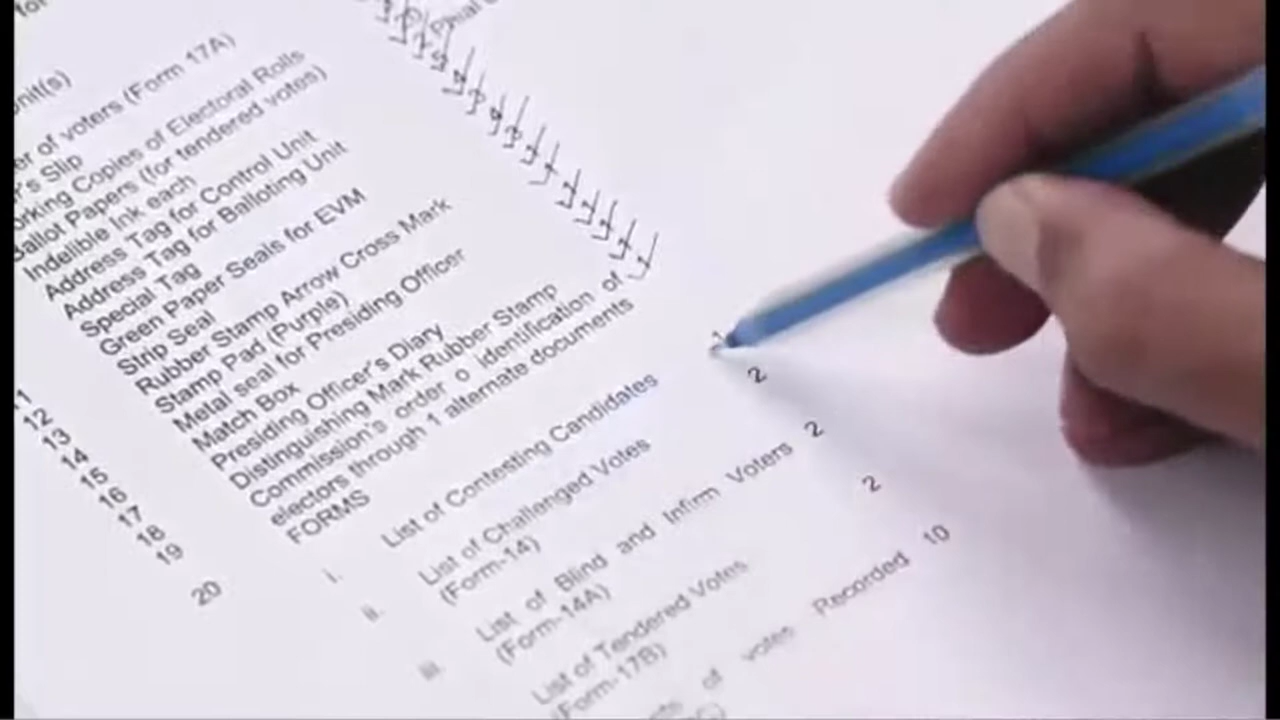 for
Unit(s)
er of voters (Form 17A)
r's Slip
orking Copies of Electoral Rolls
Ballot Papers (for tendered votes)
Indelible Ink each
Address Tag for Control Unit
Address Tag for Balloting Unit
Special Tag
Green Paper Seals for EVM
Strip Seal
Rubber Stamp Arrow Cross Mark
11 Stamp Pad (Purple)
12 Metal seal for Presiding Officer
13 Match Box
14 Presiding Officer's Diary
15 Distinguishing Mark Rubber Stamp
16 Commission's order o identification of
17 electors through 1 alternate documents
18 FORMS
19
20
i. List of Contesting Candidates
ii. List of Challenged Votes 2
(Form-14)
iii. List of Blind and Infirm Voters 2
(Form-14A)
List of Tendered Votes 2
(Form-17B)
of votes Recorded 10